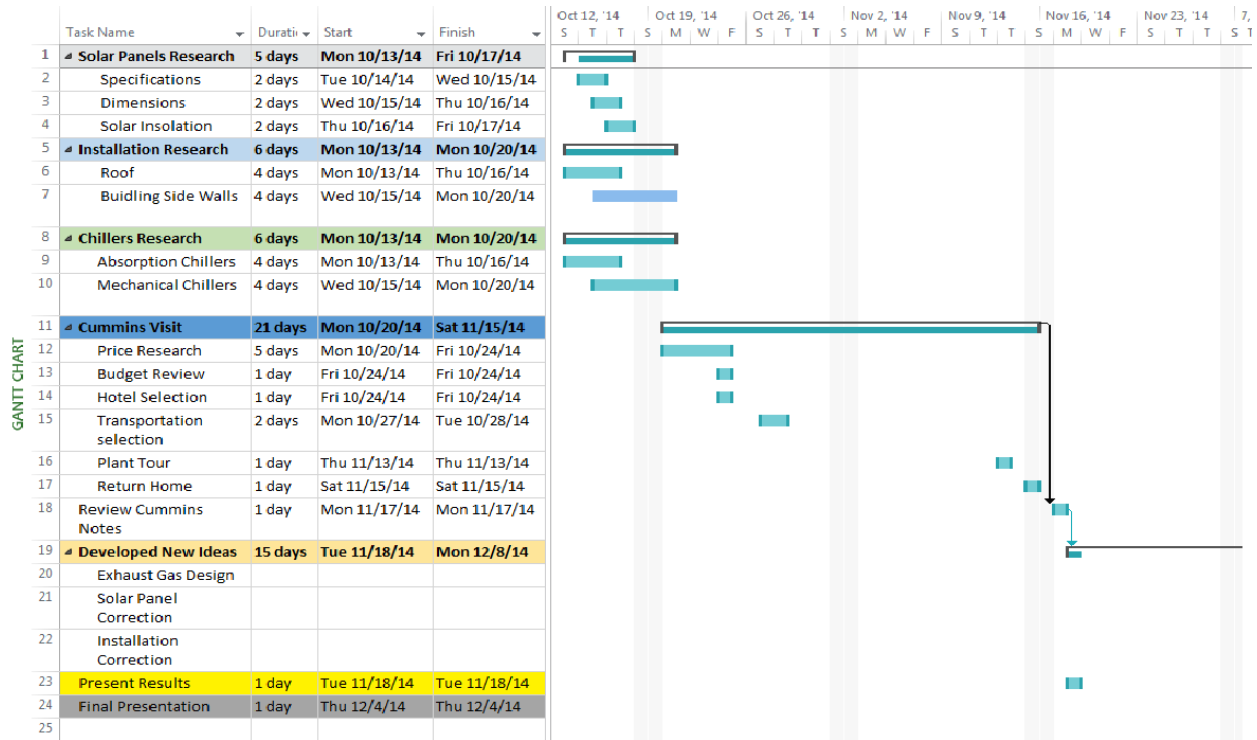 Oct 12, '14 Oct 19, '14 Oct 26, '14 Nov 2, '14 Nov 9, '14 Nov 16, '14 Nov 23, '14 7,
Task Name Durati Start Finish S T T S M W F S T T S M W F S T T S M W F S T T S T
1 Solar Panels Research 5 days Mon 10/13/14 Fri 10/17/14
2 Specifications 2 days Tue 10/14/14 Wed 10/15/14
3 Dimensions 2 days Wed 10/15/14 Thu 10/16/14
4 Solar Insolation 2 days Thu 10/16/14 Fri 10/17/14
5 Installation Research 6 days Mon 10/13/14 Mon 10/20/14
6 Roof 4 days Mon 10/13/14 Thu 10/16/14
7 Buidling Side Walls 4 days Wed 10/15/14 Mon 10/20/14
8 Chillers Research 6 days Mon 10/13/14 Mon 10/20/14
9 Absorption Chillers 4 days Mon 10/13/14 Thu 10/16/14
10 Mechanical Chillers 4 days Wed 10/15/14 Mon 10/20/14
11 Cummins Visit 21 days Mon 10/20/14 Sat 11/15/14
12 Price Research 5 days Mon 10/20/14 Fri 10/24/14
13 Budget Review 1 day Fri 10/24/14 Fri 10/24/14
14 Hotel Selection 1 day Fri 10/24/14 Fri 10/24/14
15 Transportation 2 days Mon 10/27/14 Tue 10/28/14
selection
16 Plant Tour 1 day Thu 11/13/14 Thu 11/13/14
17 Return Home 1 day Sat 11/15/14 Sat 11/15/14
18 Review Cummins 1 day Mon 11/17/14 Mon 11/17/14
Notes
19 Developed New Ideas 15 days Tue 11/18/14 Mon 12/8/14
20 Exhaust Gas Design
21 Solar Panel
Correction
22 Installation
Correction
23 Present Results 1 day Tue 11/18/14 Tue 11/18/14
24 Final Presentation 1 day Thu 12/4/14 Thu 12/4/14
25
GANTT CHART